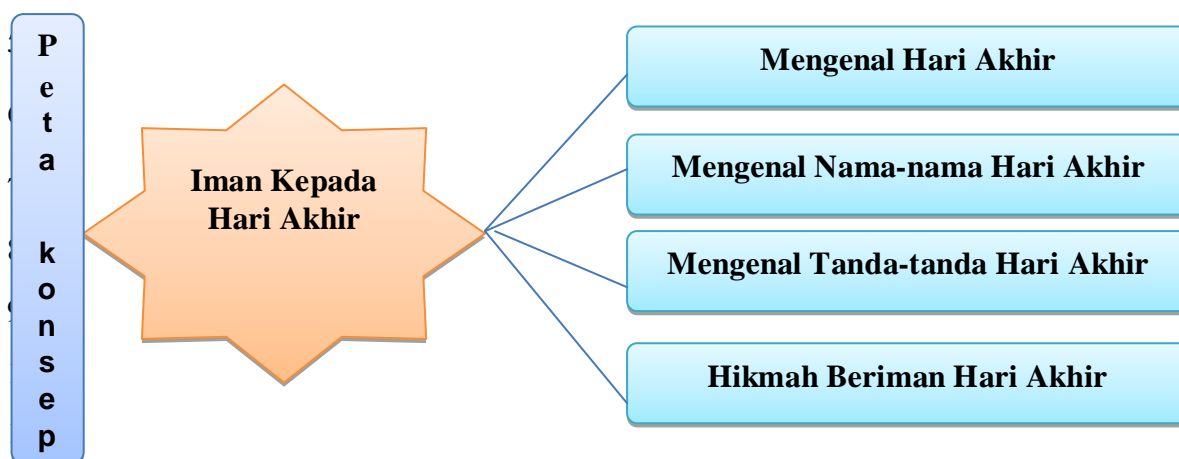 Peta konsep
Iman Kepada
Hari Akhir
Mengenal Hari Akhir
Mengenal Nama-nama Hari Akhir
Mengenal Tanda-tanda Hari Akhir
Hikmah Beriman Hari Akhir